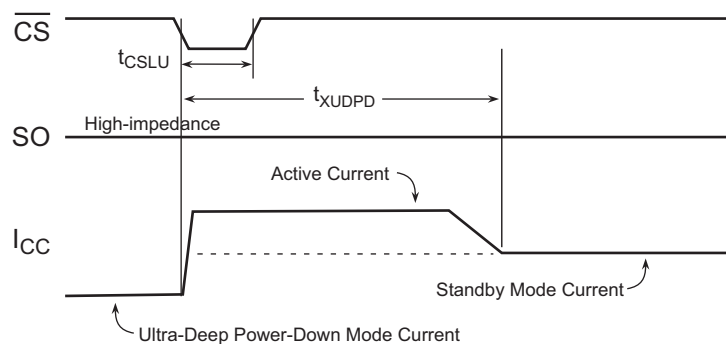 CS
tCSLU
tXUDPD
High-impedance
SO
Active Current
ICC
Standby Mode Current
Ultra-Deep Power-Down Mode Current